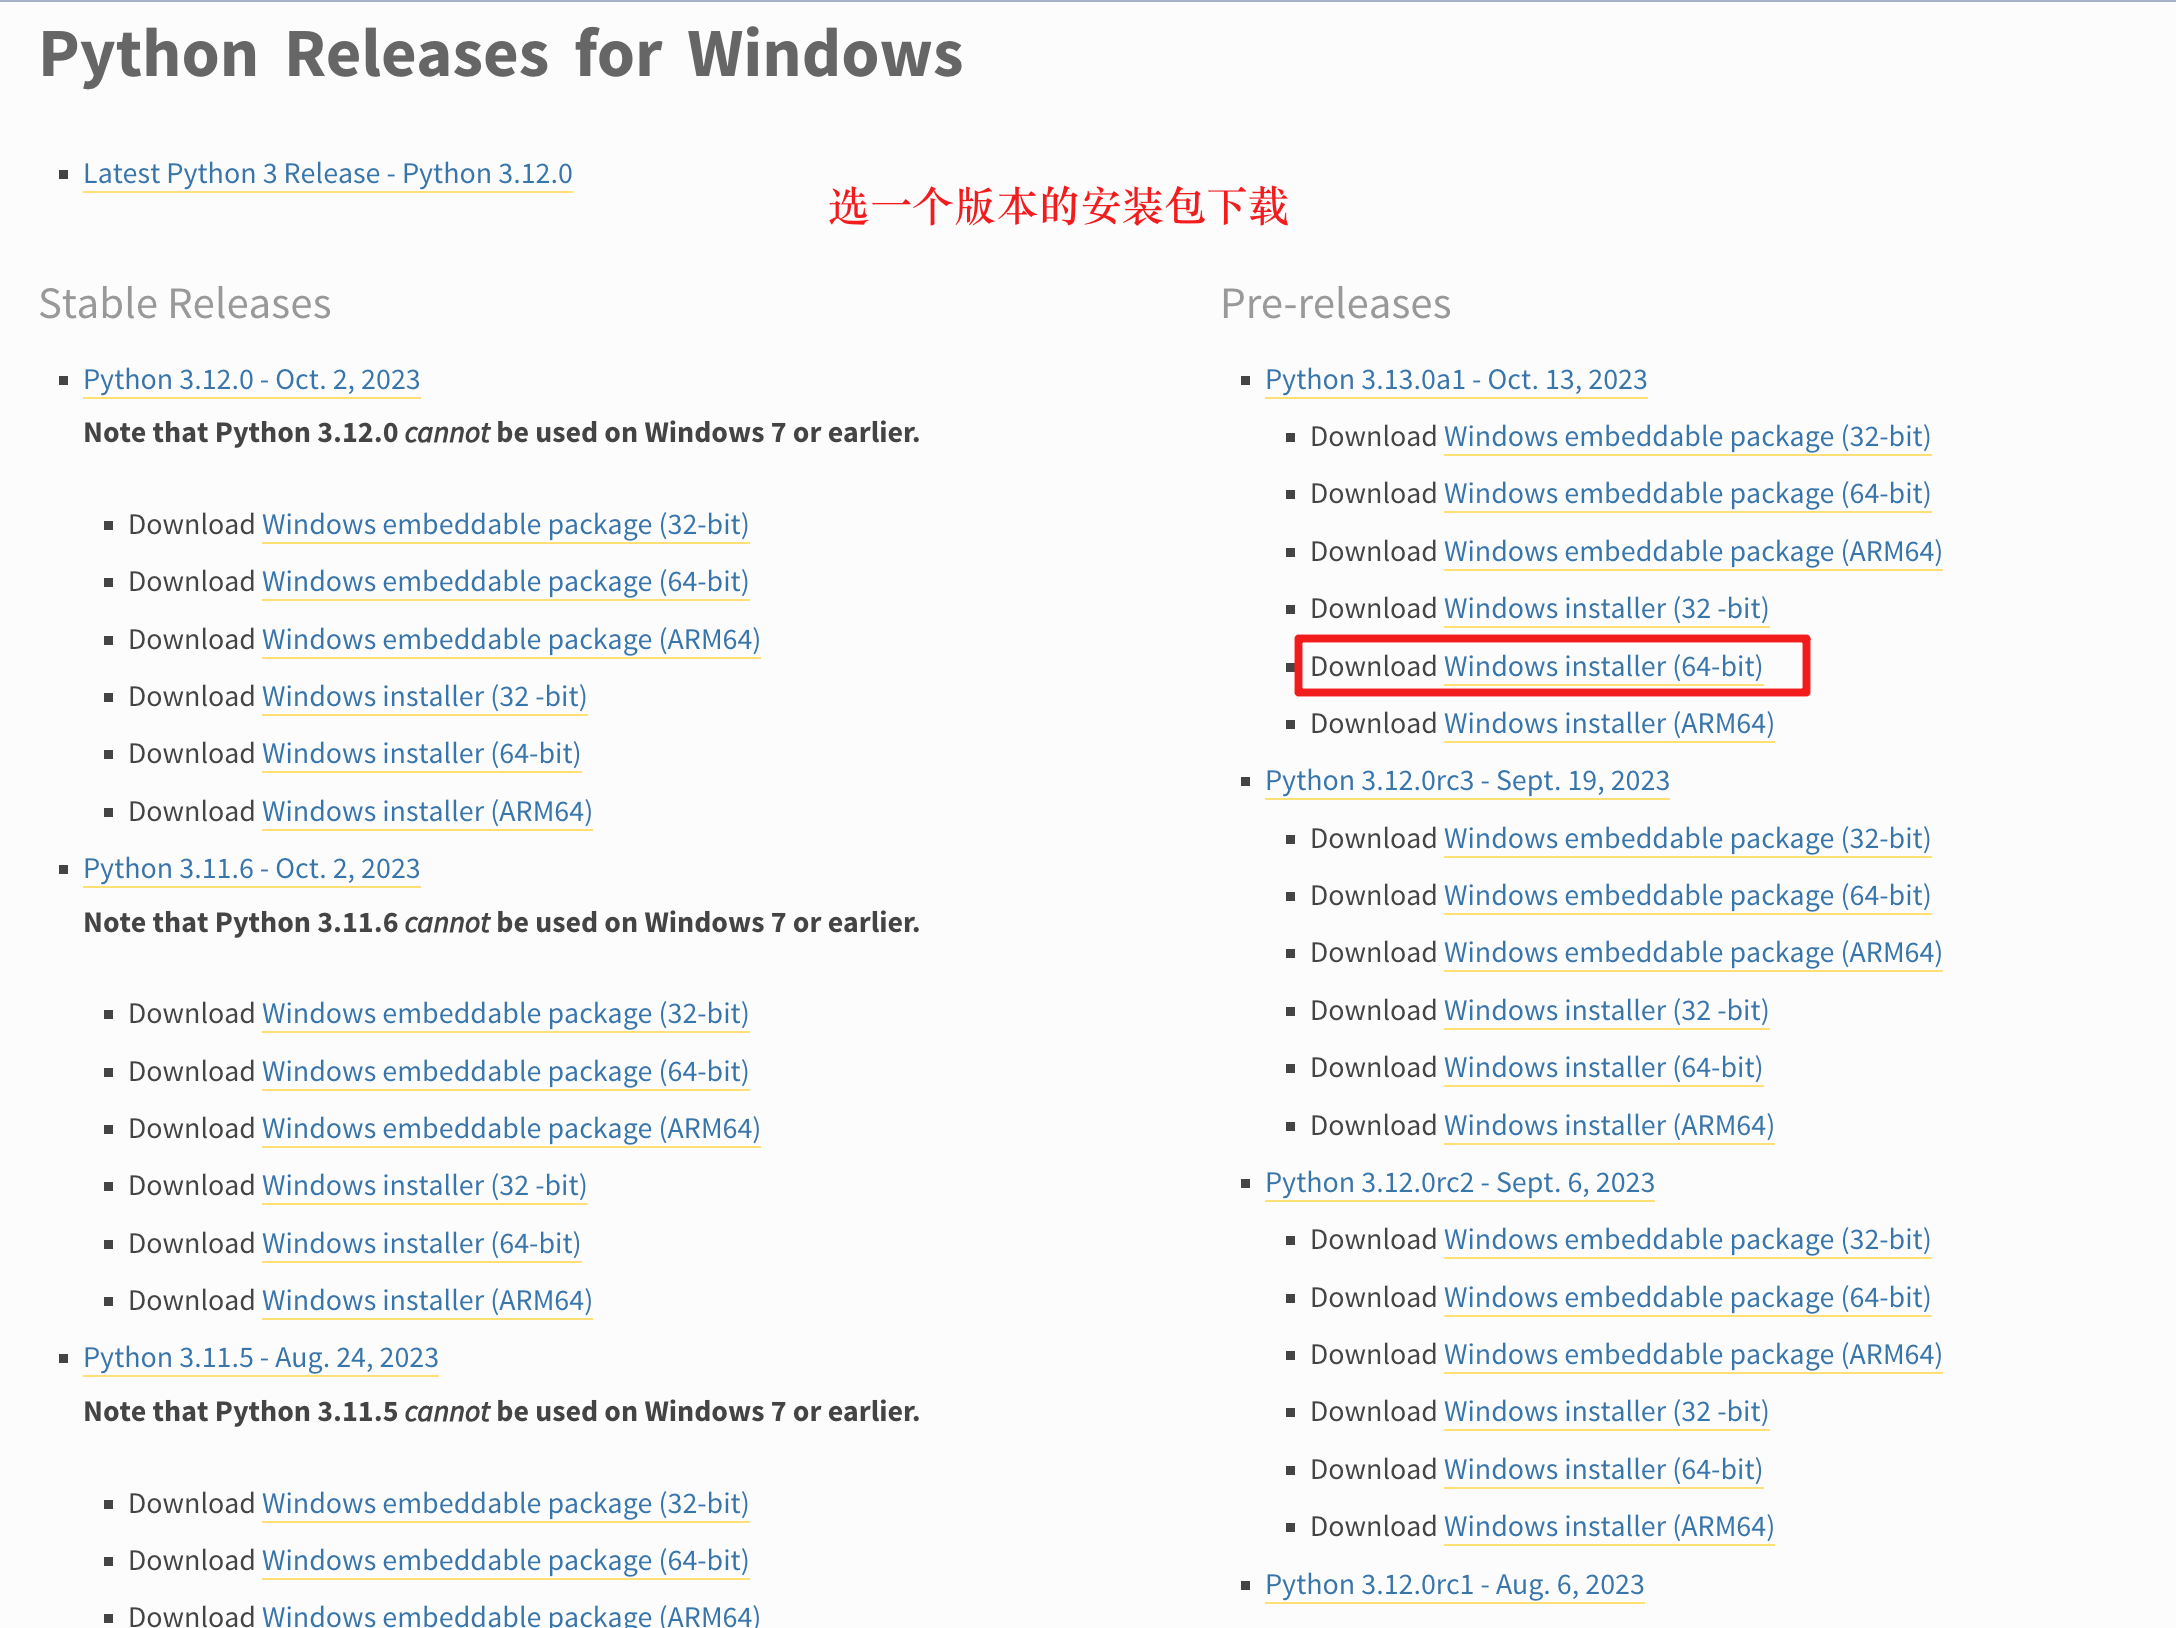 Python Releases for Windows
Latest Python 3 Release - Python 3.12.0
选一个版本的安装包下载
Stable Releases
Python 3.12.0 - Oct. 2, 2023
Note that Python 3.12.0 cannot be used on Windows 7 or earlier.
Download Windows embeddable package (32-bit)
Download Windows embeddable package (64-bit)
Download Windows embeddable package (ARM64)
Download Windows installer (32 -bit)
Download Windows installer (64-bit)
Download Windows installer (ARM64)
Python 3.11.6 - Oct. 2, 2023
Note that Python 3.11.6 cannot be used on Windows 7 or earlier.
Download Windows embeddable package (32-bit)
Download Windows embeddable package (64-bit)
Download Windows embeddable package (ARM64)
Download Windows installer (32 -bit)
Download Windows installer (64-bit)
Download Windows installer (ARM64)
Python 3.11.5 - Aug. 24, 2023
Note that Python 3.11.5 cannot be used on Windows 7 or earlier.
Download Windows embeddable package (32-bit)
Download Windows embeddable package (64-bit)
Download Windows embeddable package (ARM64)
Pre-releases
Python 3.13.0a1 - Oct. 13, 2023
Download Windows embeddable package (32-bit)
Download Windows embeddable package (64-bit)
Download Windows embeddable package (ARM64)
Download Windows installer (32 -bit)
Download Windows installer (64-bit)
Download Windows installer (ARM64)
Python 3.12.0rc3 - Sept. 19, 2023
Download Windows embeddable package (32-bit)
Download Windows embeddable package (64-bit)
Download Windows embeddable package (ARM64)
Download Windows installer (32 -bit)
Download Windows installer (64-bit)
Download Windows installer (ARM64)
Python 3.12.0rc2 - Sept. 6, 2023
Download Windows embeddable package (32-bit)
Download Windows embeddable package (64-bit)
Download Windows embeddable package (ARM64)
Download Windows installer (32 -bit)
Download Windows installer (64-bit)
Download Windows installer (ARM64)
Python 3.12.0rc1 - Aug. 6, 2023